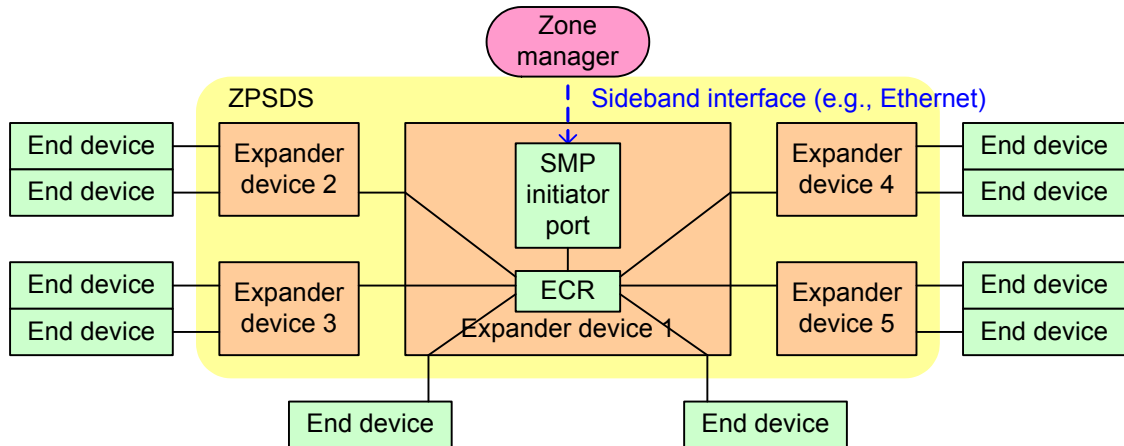 Zone
manager
ZPSDS
Sideband interface (e.g., Ethernet)
End device
End device
Expander
device 2
SMP
initiator
port
Expander
device 4
End device
End device
End device
End device
Expander
device 3
ECR
Expander device 1
Expander
device 5
End device
End device
End device
End device